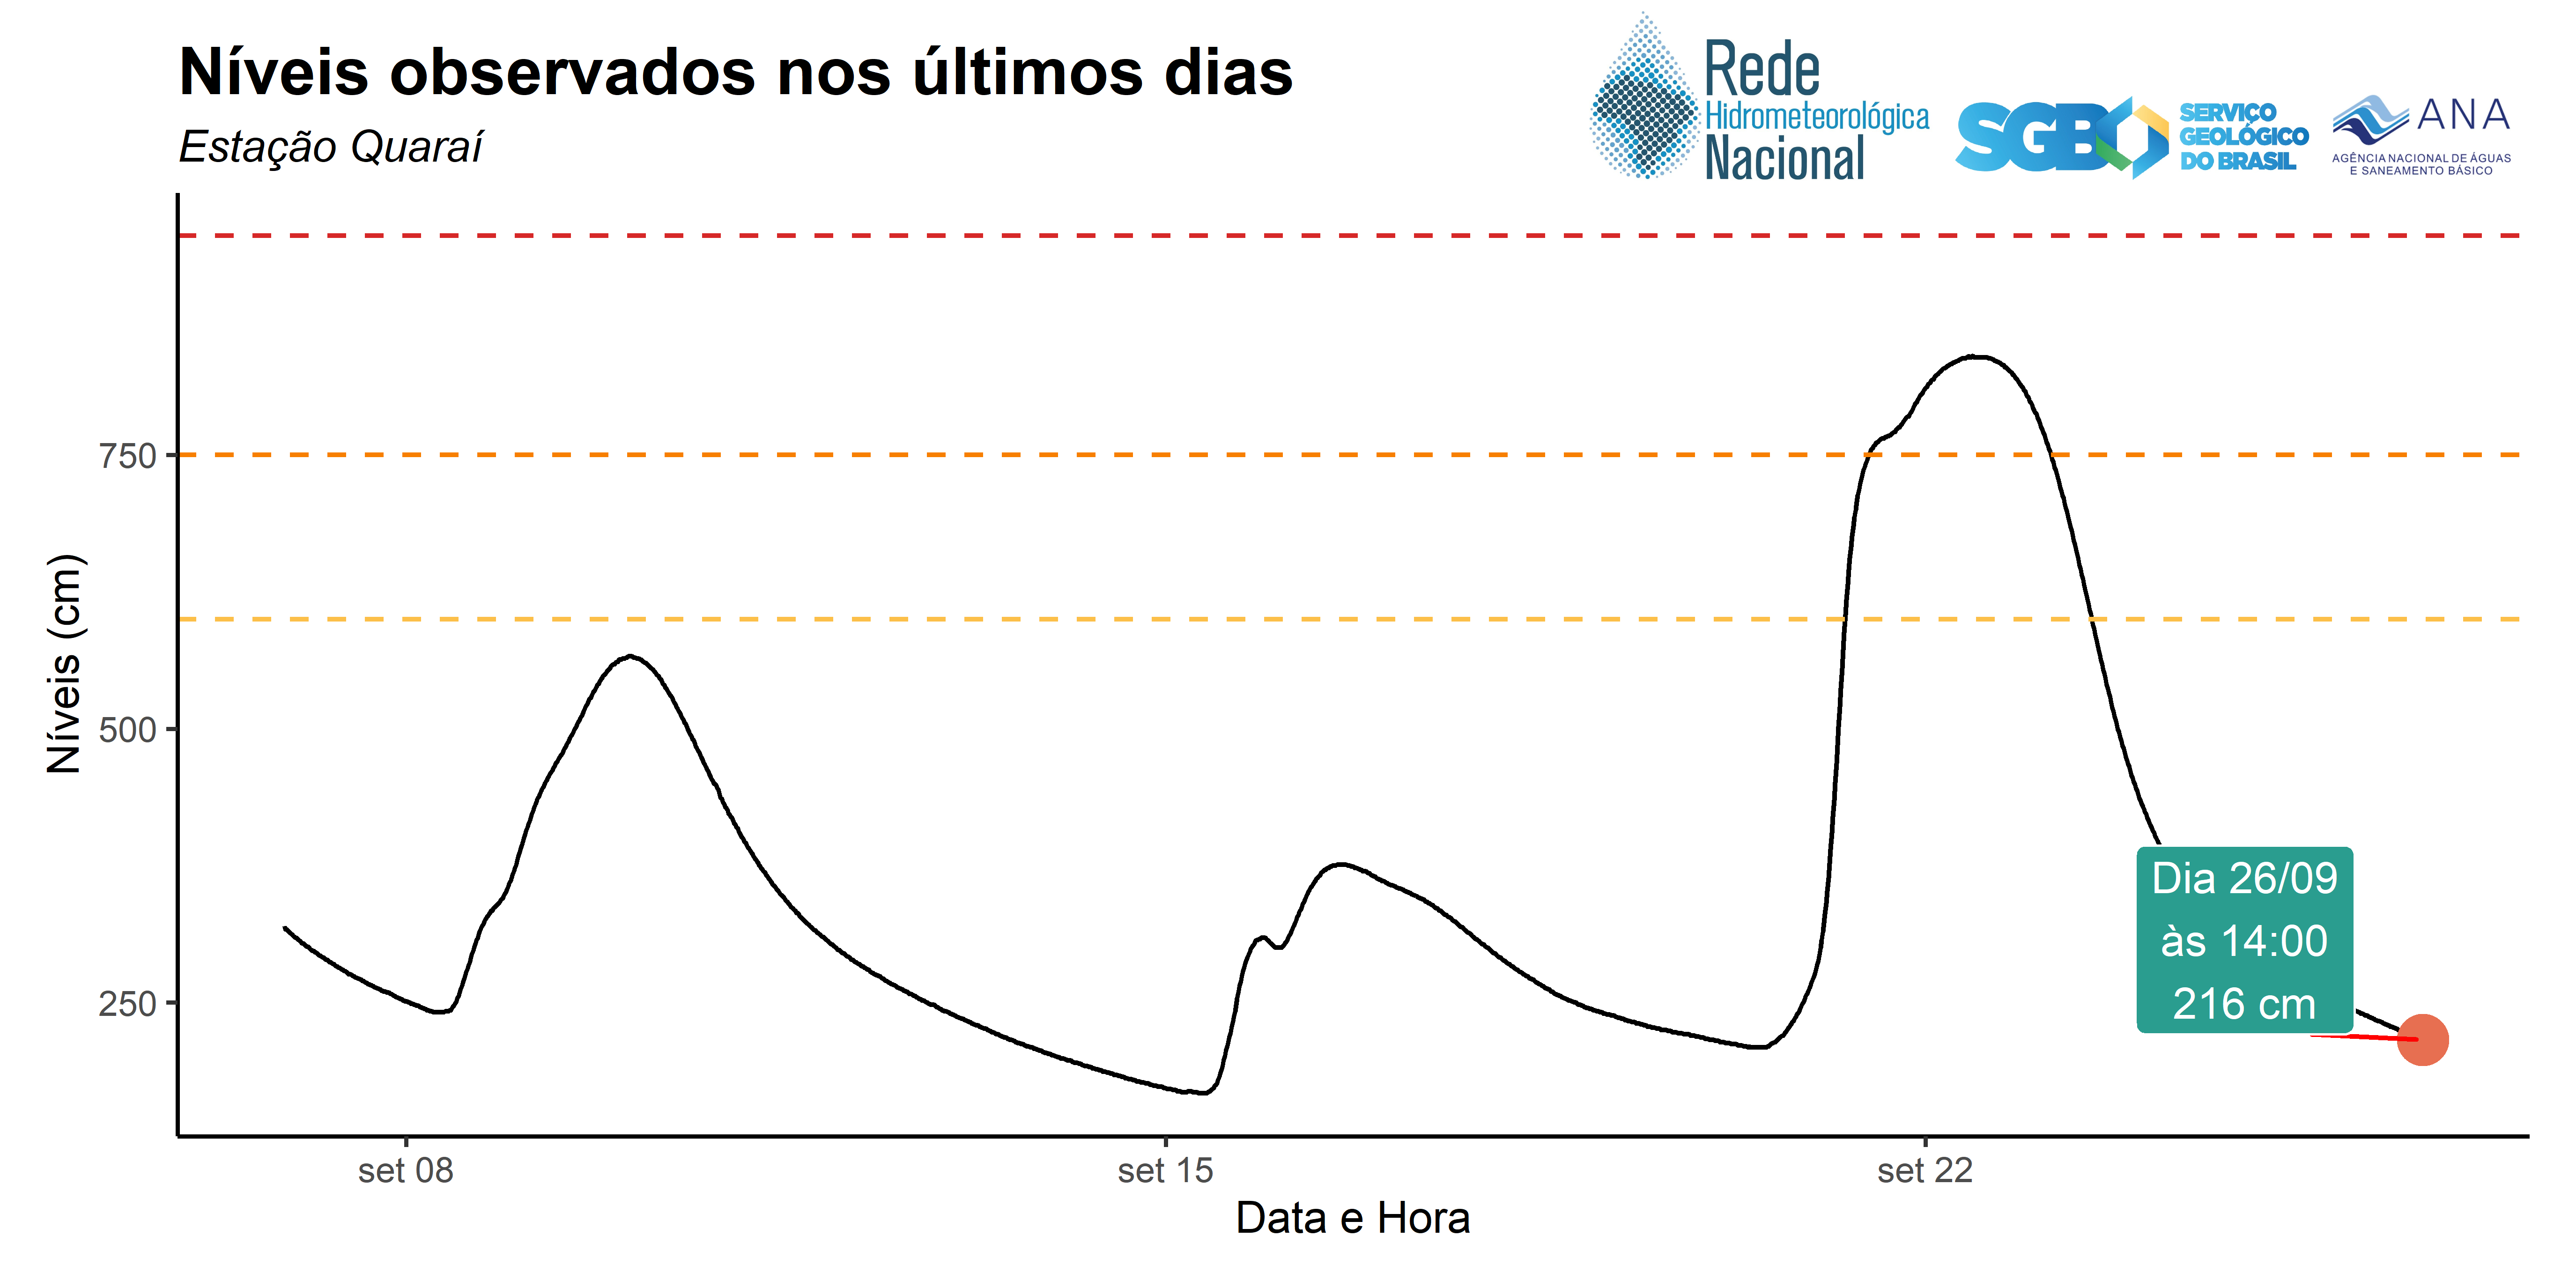 Níveis observados nos últimos dias
Estação Quaraí
Rede
Hidrometeorológica
Nacional
SGB
SERVIÇO
GEOLÓGICO
DO BRASIL
ANA
AGÊNCIA NACIONAL DE ÁGUAS
E SANEAMENTO BÁSICO
Níveis (cm)
750
500
250
Dia 26/09
às 14:00
216 cm
set 08
set 15
set 22
Data e Hora